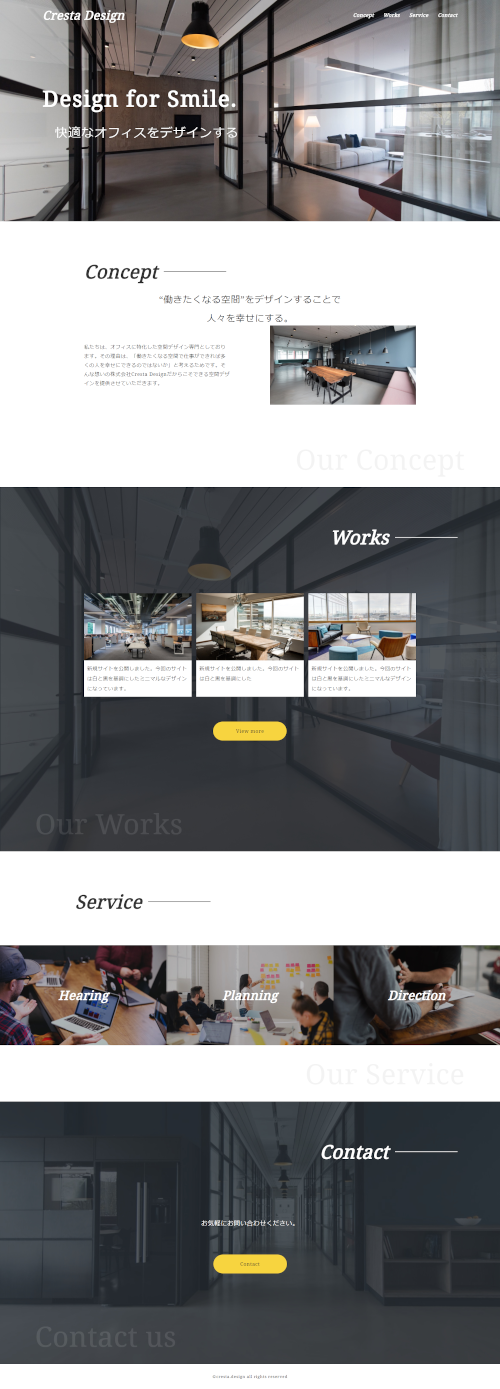 Cresta Design
Concept Works Service Contact
Design for Smile.
快適なオフィスをデザインする
Concept
“働きたくなる空間”をデザインすることで
人々を幸せにする。
私たちは、オフィスに特化した空間デザイン専門としており
ます。その理由は、「働きたくなる空間で仕事ができれば多
くの人を幸せにできるのではないか」と考えるためです。そ
んな想いの株式会社Cresta Designだからこそできる空間デザ
インを提供させていただきます。
Our Concept
Works
新規サイトを公開しました。今回のサイト
は白と黒を基調にしたミニマルなデザイン
になっています。
新規サイトを公開しました。今回のサイト
は白と黒を基調にした
新規サイトを公開しました。今回のサイト
は白と黒を基調にしたミニマルなデザイン
になっています。
View more
Our Works
Service
Hearing
Planning
Direction
Our Service
Contact
お気軽にお問い合わせください。
Contact
Contact us
©cresta design all rights reserved